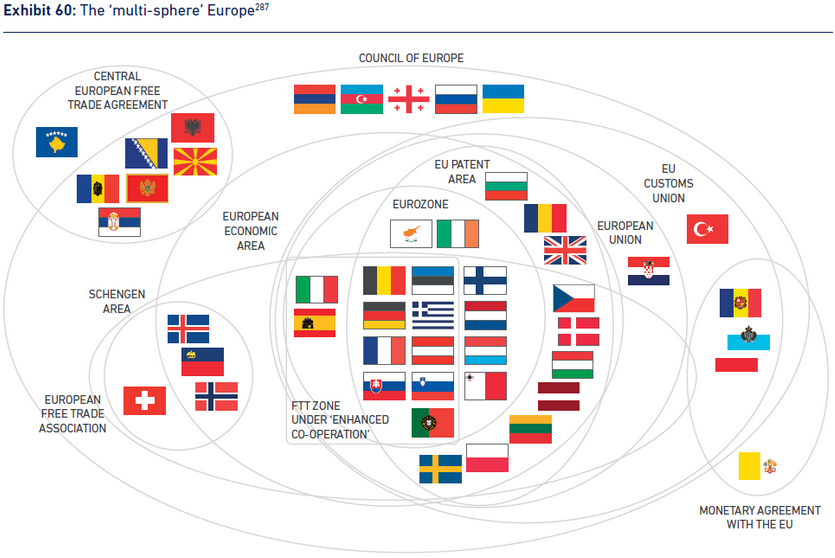 Exhibit 60: The ‘multi-sphere’ Europe287
COUNCIL OF EUROPE
CENTRAL
EUROPEAN FREE
TRADE AGREEMENT
EU PATENT
AREA
EU
CUSTOMS
UNION
EUROZONE
EUROPEAN
ECONOMIC
AREA
EUROPEAN
UNION
SCHENGEN
AREA
EUROPEAN
FREE TRADE
ASSOCIATION
FTT ZONE
UNDER ‘ENHANCED
CO-OPERATION’
MONETARY AGREEMENT
WITH THE EU